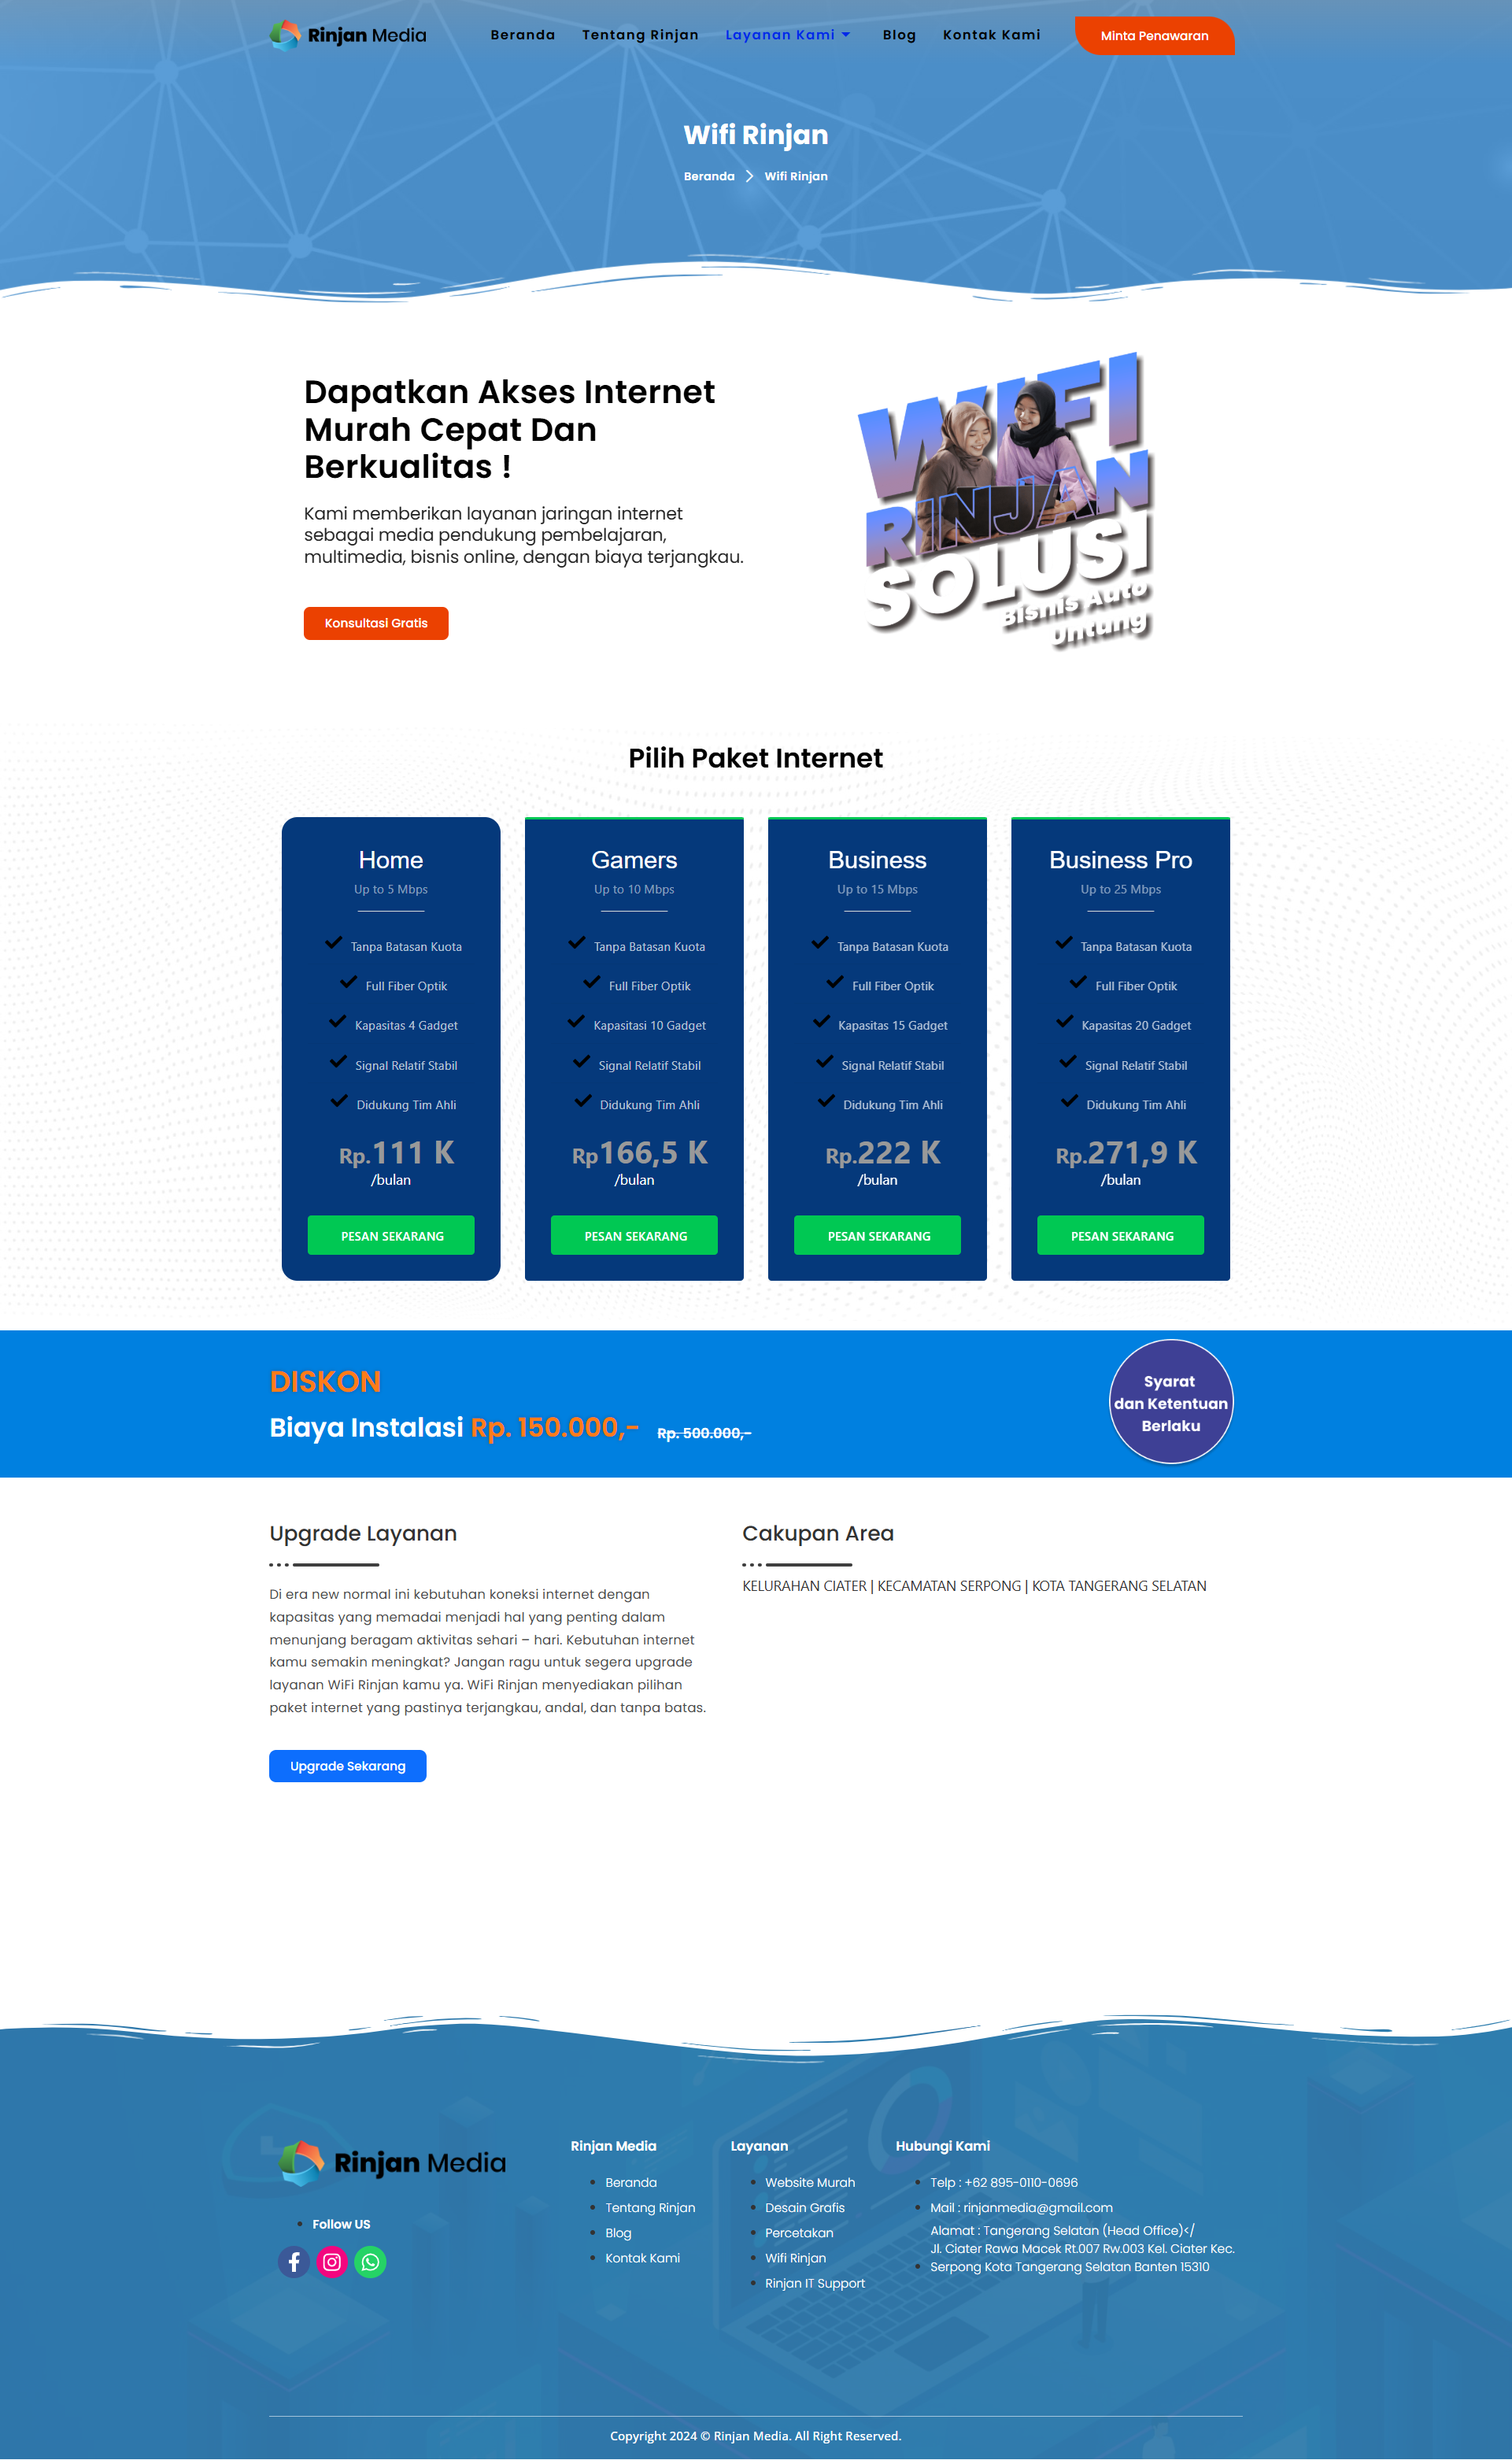 Rinjan Media
Beranda
Tentang Rinjan
Layanan Kami
Blog
Kontak Kami
Minta Penawaran
Wifi Rinjan
Beranda
Wifi Rinjan
Dapatkan Akses Internet
Murah Cepat Dan
Berkualitas !
Kami memberikan layanan jaringan internet
sebagai media pendukung pembelajaran,
multimedia, bisnis online, dengan biaya terjangkau.
Konsultasi Gratis
WIFI
RINJAN
SOLUSI
Bisnis Auto
Untung
Pilih Paket Internet
Home
Up to 5 Mbps
Tanpa Batasan Kuota
Full Fiber Optik
Kapasitas 4 Gadget
Signal Relatif Stabil
Didukung Tim Ahli
Rp.111 K
/bulan
PESAN SEKARANG
Gamers
Up to 10 Mbps
Tanpa Batasan Kuota
Full Fiber Optik
Kapasitasi 10 Gadget
Signal Relatif Stabil
Didukung Tim Ahli
Rp166,5 K
/bulan
PESAN SEKARANG
Business
Up to 15 Mbps
Tanpa Batasan Kuota
Full Fiber Optik
Kapasitas 15 Gadget
Signal Relatif Stabil
Didukung Tim Ahli
Rp.222 K
/bulan
PESAN SEKARANG
Business Pro
Up to 25 Mbps
Tanpa Batasan Kuota
Full Fiber Optik
Kapasitas 20 Gadget
Signal Relatif Stabil
Didukung Tim Ahli
Rp.271,9 K
/bulan
PESAN SEKARANG
DISKON
Biaya Instalasi Rp. 150.000,- Rp. 500.000,-
Syarat
dan Ketentuan
Berlaku
Upgrade Layanan
Di era new normal ini kebutuhan koneksi internet dengan
kapasitas yang memadai menjadi hal yang penting dalam
menunjang beragam aktivitas sehari – hari. Kebutuhan internet
kamu semakin meningkat? Jangan ragu untuk segera upgrade
layanan WiFi Rinjan kamu ya. WiFi Rinjan menyediakan pilihan
paket internet yang pastinya terjangkau, andal, dan tanpa batas.
Upgrade Sekarang
Cakupan Area
KELURAHAN CIATER | KECAMATAN SERPONG | KOTA TANGERANG SELATAN
Rinjan Media
Follow US
Rinjan Media
Beranda
Tentang Rinjan
Blog
Kontak Kami
Layanan
Website Murah
Desain Grafis
Percetakan
Wifi Rinjan
Rinjan IT Support
Hubungi Kami
Telp : +62 895-0110-0696
Mail : rinjanmedia@gmail.com
Alamat : Tangerang Selatan (Head Office)</
Jl. Ciater Rawa Macek Rt.007 Rw.003 Kel. Ciater Kec.
Serpong Kota Tangerang Selatan Banten 15310
Copyright 2024 © Rinjan Media. All Right Reserved.